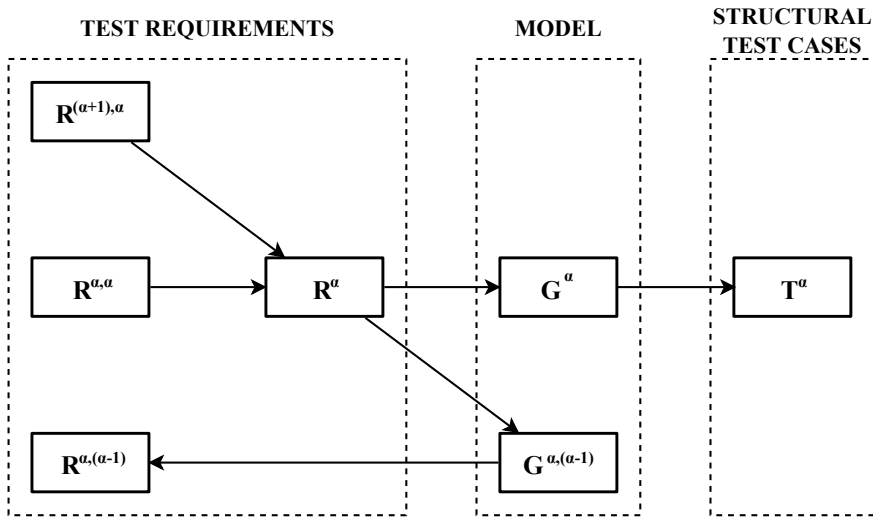 TEST REQUIREMENTS
MODEL
STRUCTURAL
TEST CASES
R^(α+1),α
R^α,α
R^α
G^α
T^α
R^α,(α-1)
G^α,(α-1)